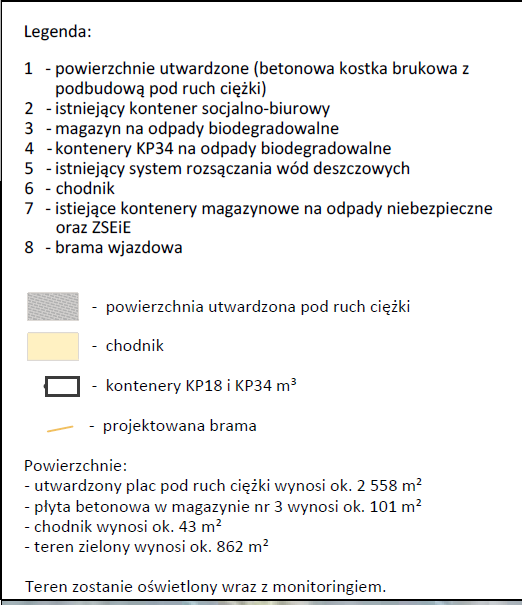 Legenda:
1 - powierzchnie utwardzone (betonowa kostka brukowa z
podbudową pod ruch ciężki)
2 - istniejący kontener socjalno-biurowy
3 - magazyn na odpady biodegradowalne
4 - kontenery KP34 na odpady biodegradowalne
5 - istniejący system rozsączania wód deszczowych
6 - chodnik
7 - istiejące kontenery magazynowe na odpady niebezpieczne
oraz ZSEiE
8 - brama wjazdowa
- powierzchnia utwardzona pod ruch ciężki
- chodnik
- kontenery KP18 i KP34 m³
- projektowana brama
Powierzchnie:
- utwardzony plac pod ruch ciężki wynosi ok. 2 558 m²
- płyta betonowa w magazynie nr 3 wynosi ok. 101 m²
- chodnik wynosi ok. 43 m²
- teren zielony wynosi ok. 862 m²
Teren zostanie oświetlony wraz z monitoringiem.